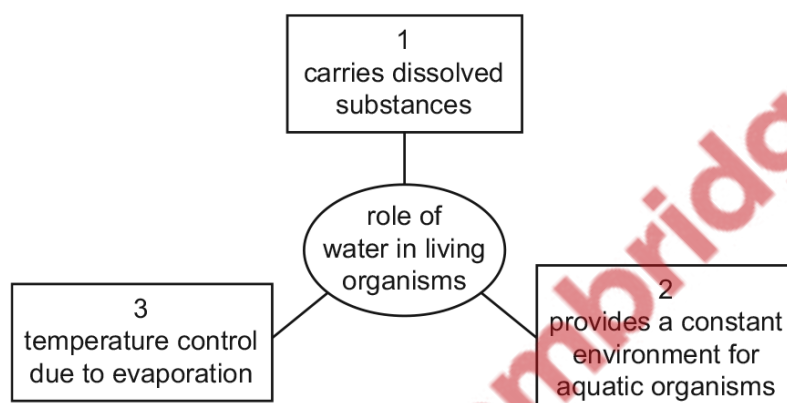 1
carries dissolved
substances
role of
water in living
organisms
3
temperature control
due to evaporation
2
provides a constant
environment for
aquatic organisms
mbridg